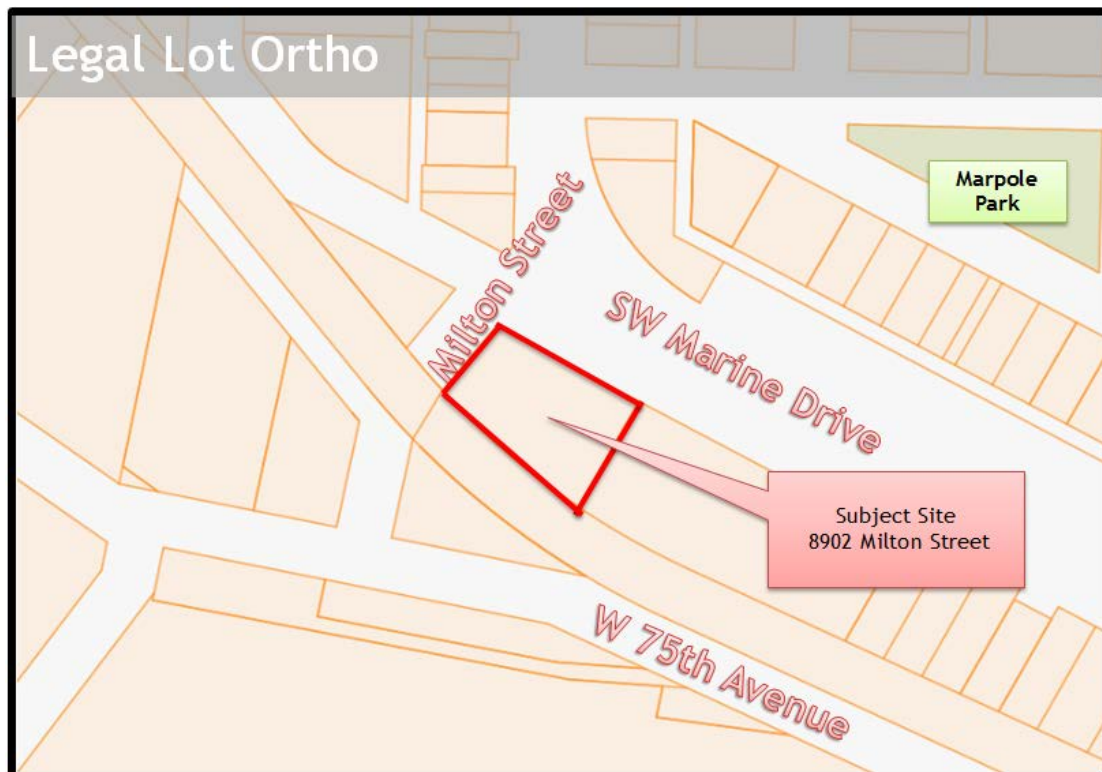 Legal Lot Ortho
Marpole
Park
Milton Street
SW Marine Drive
Subject Site
8902 Milton Street
W 75th Avenue